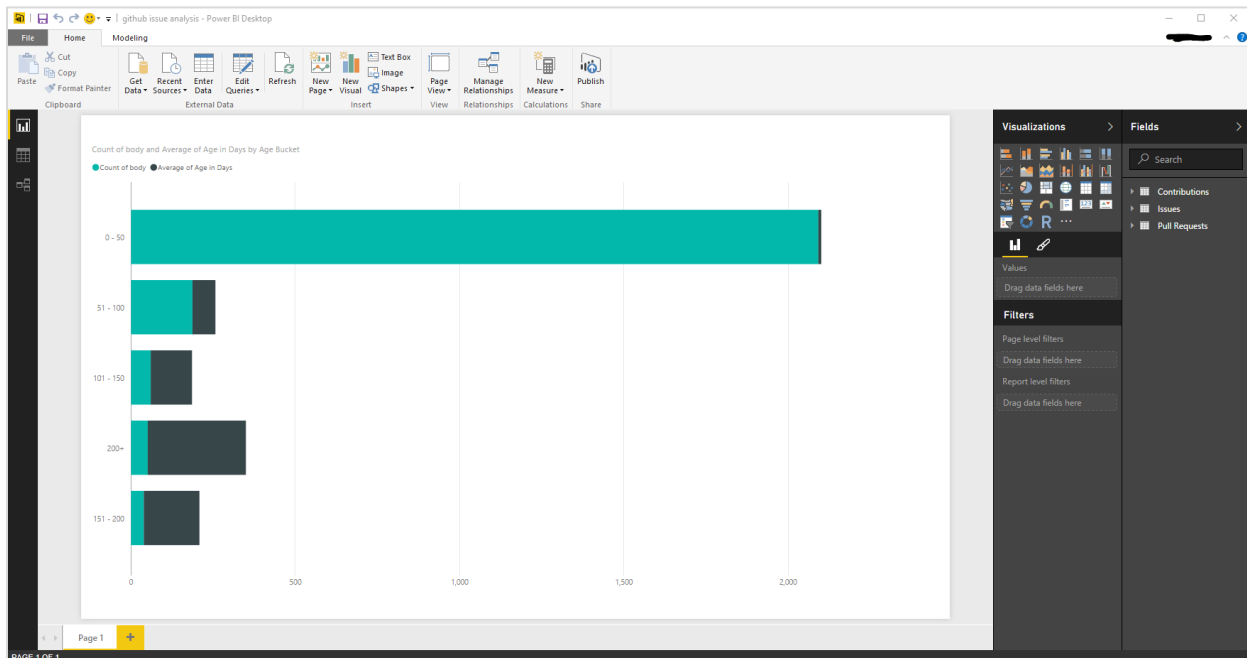 github issue analysis - Power BI Desktop
File Home Modeling
Paste
Cut
Copy
Format Painter
Get Data
Recent Sources
Enter Data
Edit Queries
Refresh
New Page
New Visual
Text Box
Image
Shapes
Page View
Manage Relationships
New Measure
Publish
Clipboard External Data Insert View Relationships Calculations Share
Count of body and Average of Age in Days by Age Bucket
Count of body Average of Age in Days
0 - 50
51 - 100
101 - 150
200+
151 - 200
0 500 1,000 1,500 2,000
Visualizations
R
Values
Drag data fields here
Filters
Page level filters
Drag data fields here
Report level filters
Drag data fields here
Fields
Search
Contributions
Issues
Pull Requests
Page 1
PAGE 1 OF 1